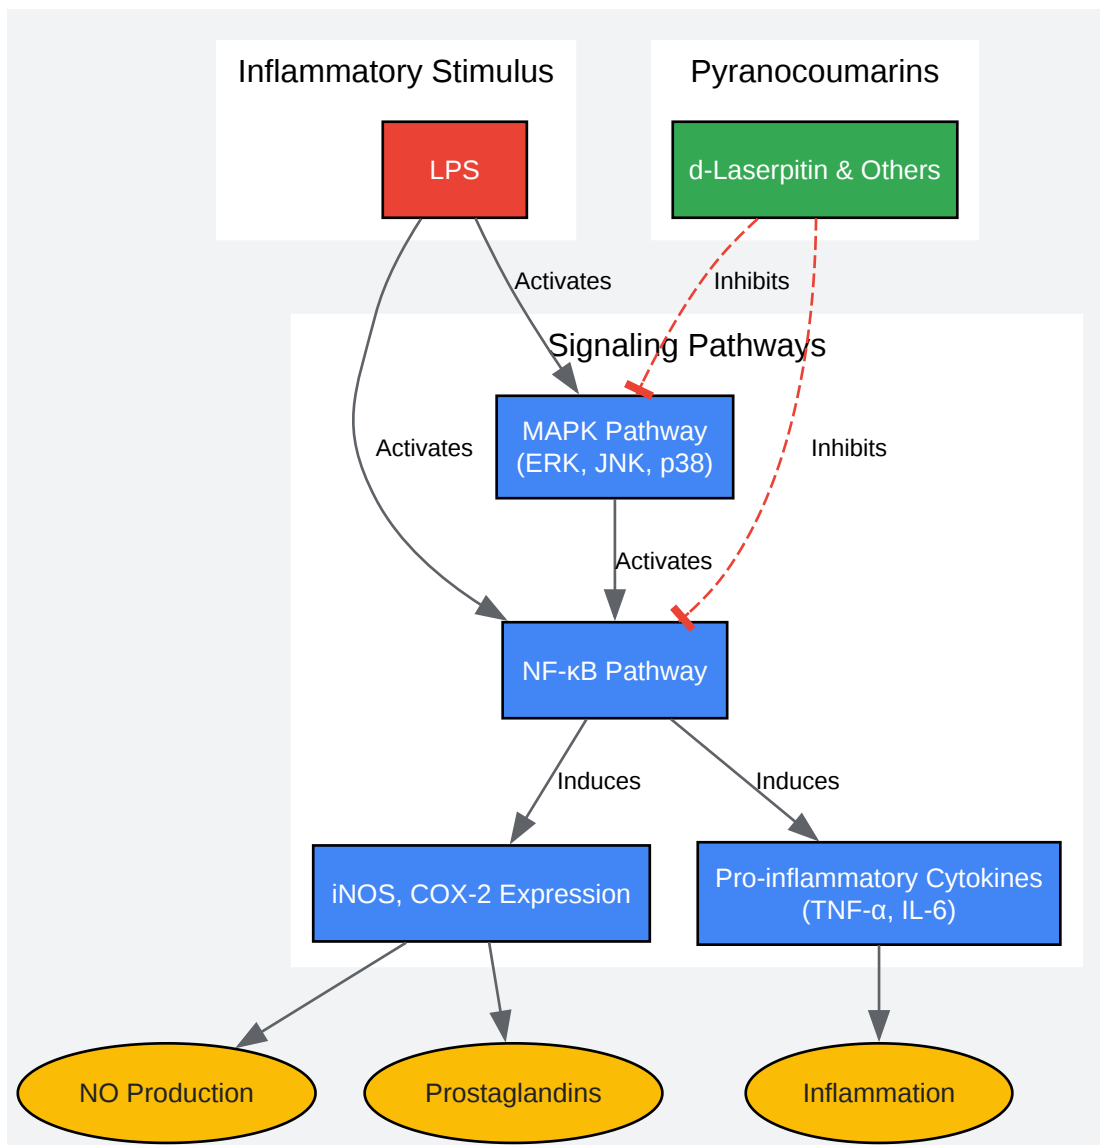 Inflammatory Stimulus
Pyranocoumarins
LPS
d-Laserpitin & Others
Activates
Inhibits
Signaling Pathways
MAPK Pathway
(ERK, JNK, p38)
Activates
Inhibits
Activates
NF-κB Pathway
Induces
Induces
iNOS, COX-2 Expression
Pro-inflammatory Cytokines
(TNF-α, IL-6)
NO Production
Prostaglandins
Inflammation